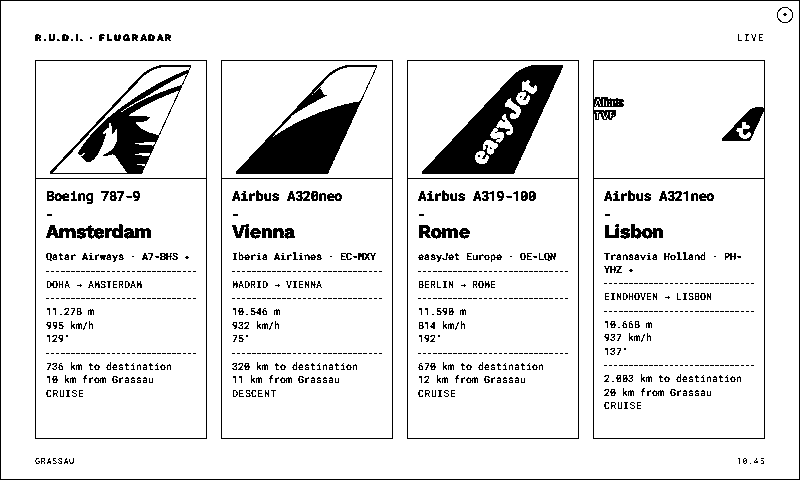 R.U.D.I. · FLUGRADAR
LIVE
Boeing 787-9
-
Amsterdam
Qatar Airways · A7-BHS ✦
DOHA → AMSTERDAM
11.278 m
995 km/h
129°
736 km to destination
10 km from Grassau
CRUISE
Airbus A320neo
-
Vienna
Iberia Airlines · EC-MXY
MADRID → VIENNA
10.546 m
932 km/h
75°
320 km to destination
11 km from Grassau
DESCENT
easyJet
Airbus A319-100
-
Rome
easyJet Europe · OE-LQW
BERLIN → ROME
11.590 m
814 km/h
192°
670 km to destination
12 km from Grassau
CRUISE
TVF
t
Airbus A321neo
-
Lisbon
Transavia Holland · PH-
YHZ ✦
EINDHOVEN → LISBON
10.668 m
937 km/h
137°
2.003 km to destination
20 km from Grassau
CRUISE
GRASSAU
10.45